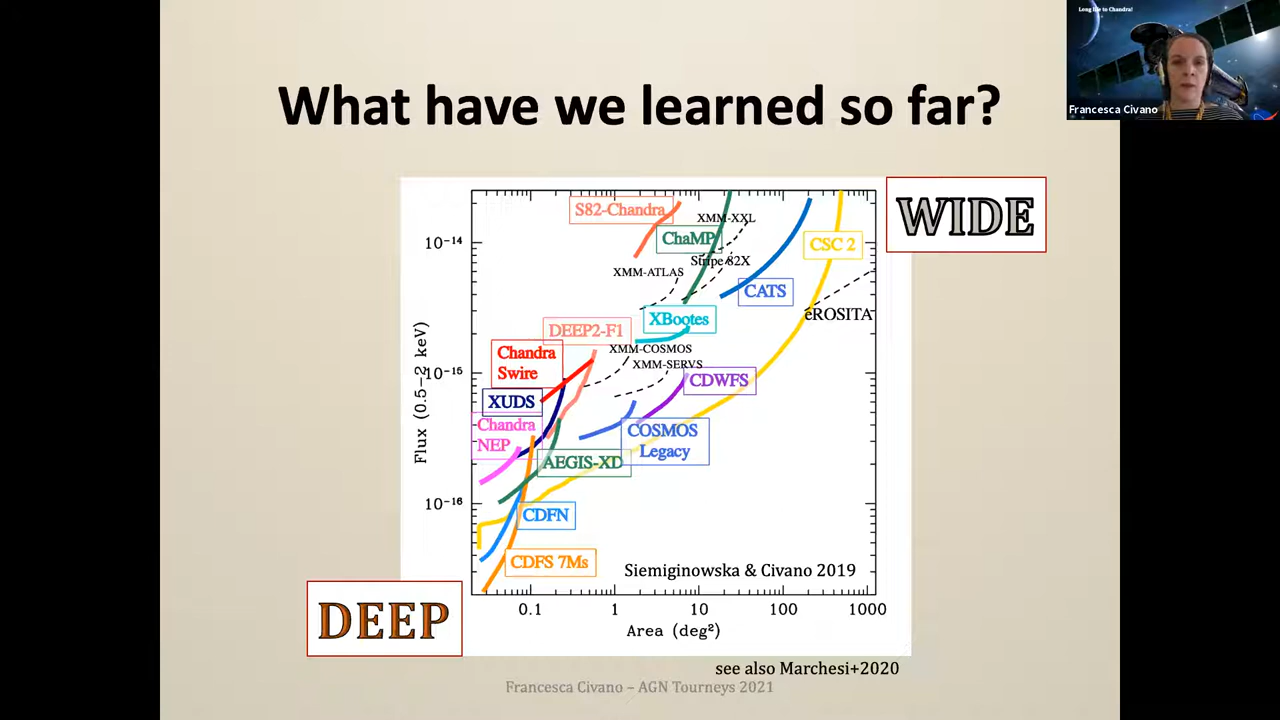 Long life to Chandra!
Francesca Civano
What have we learned so far?
WIDE
S82-Chandra
XMM-XXL
ChaMP
CSC 2
10−14
Stripe 82X
XMM-ATLAS
CATS
eROSITA
XBootes
DEEP2-F1
XMM-COSMOS
Chandra
Swire
XMM-SERVS
10−15
CDWFS
XUDS
Chandra
NEP
COSMOS
Legacy
AEGIS-XD
Flux (0.5−2 keV)
10−16
CDFN
CDFS 7Ms
Siemiginowska & Civano 2019
DEEP
0.1
1
10
100
1000
Area (deg²)
see also Marchesi+2020
Francesca Civano – AGN Tourneys 2021